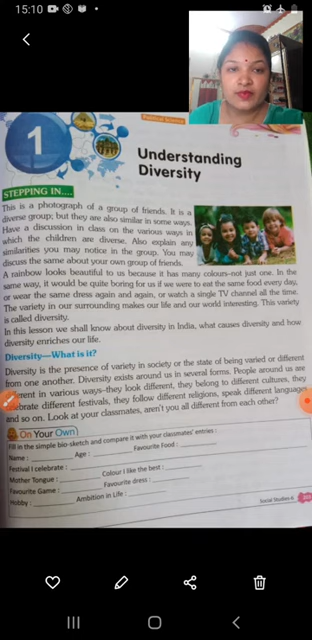 15:10
Political Science
1
Understanding
Diversity
STEPPING IN....
This is a photograph of a group of friends. It is a
diverse group; but they are also similar in some ways.
Have a discussion in class on the various ways in
which the children are diverse. Also explain any
similarities you may notice in the group. You may
discuss the same about your own group of friends.
A rainbow looks beautiful to us because it has many colours–not just one. In the
same way, it would be quite boring for us if we were to eat the same food every day,
or wear the same dress again and again, or watch a single TV channel all the time.
The variety in our surrounding makes our life and our world interesting. This variety
is called diversity.
In this lesson we shall know about diversity in India, what causes diversity and how
diversity enriches our life.
Diversity—What is it?
Diversity is the presence of variety in society or the state of being varied or different
from one another. Diversity exists around us in several forms. People around us are
in various ways—they look different, they belong to different cultures, they
different festivals, they follow different religions, speak different languages
and so on. Look at your classmates, aren't you all different from each other?
On Your Own
Fill in the simple bio-sketch and compare it with your classmates' entries :
Name : Age : Favourite Food :
Festival I celebrate :
Mother Tongue : Colour I like the best :
Favourite Game : Favourite dress :
Hobby : Ambition in Life :
Social Studies-6